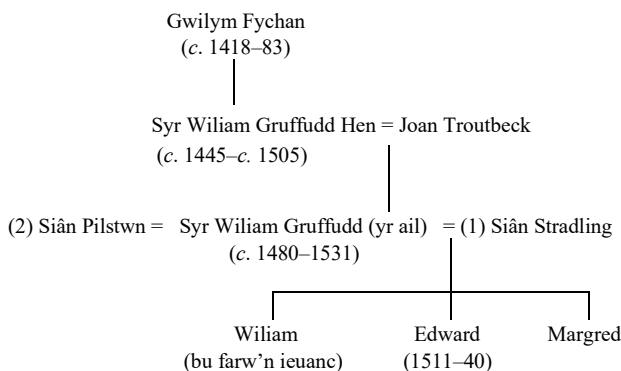 Gwilym Fychan
(c. 1418–83)
Syr Wiliam Gruffudd Hen = Joan Troutbeck
(c. 1445–c. 1505)
(2) Siân Pilstwn = Syr Wiliam Gruffudd (yr ail) = (1) Siân Stradling
(c. 1480–1531)
Wiliam Edward Margred
(bu farw'n ieuanc) (1511–40)